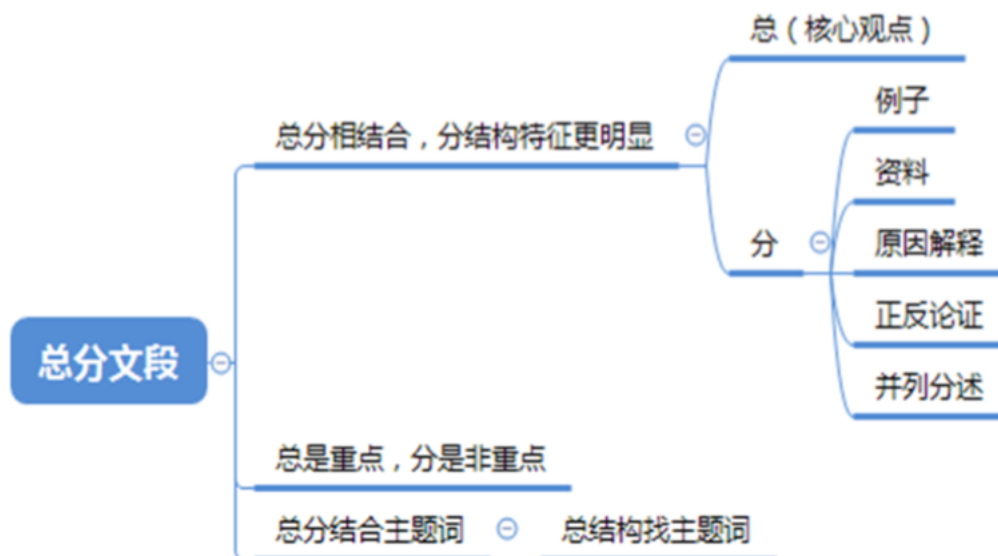 总分文段
总分相结合，分结构特征更明显
总（核心观点）
分
例子
资料
原因解释
正反论证
并列分述
总是重点，分是非重点
总分结合主题词
总结构找主题词